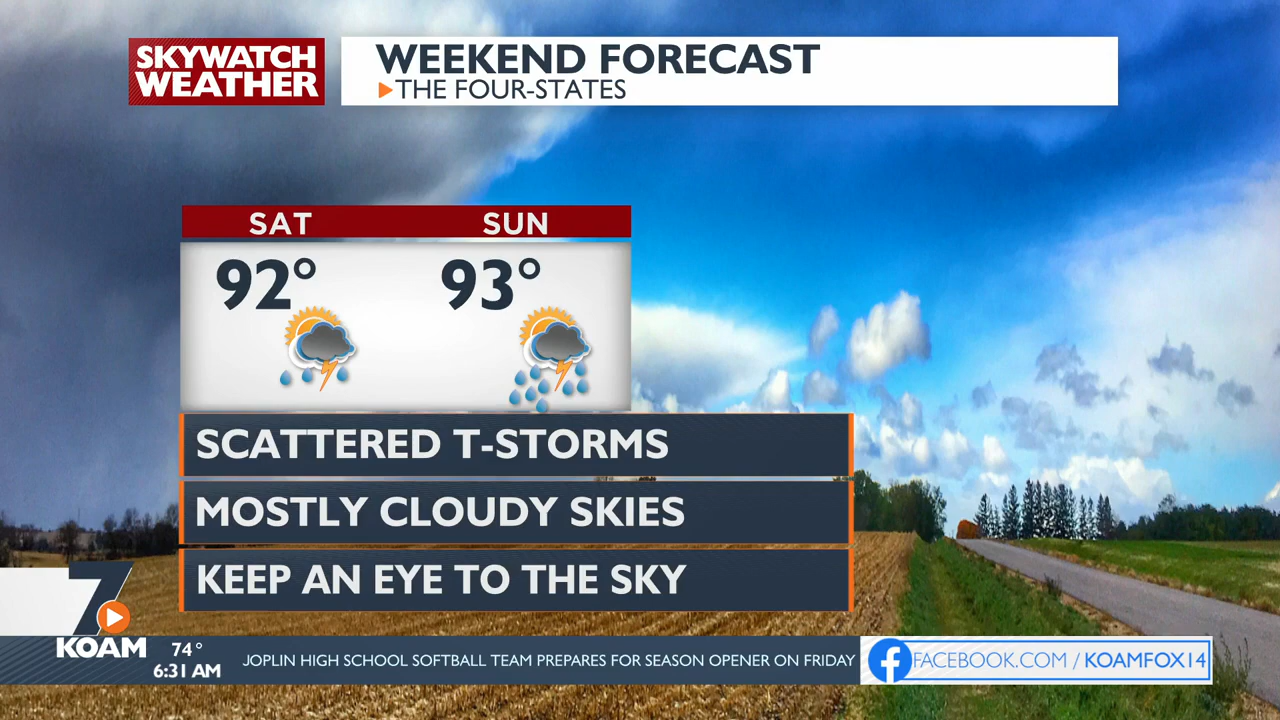 SKYWATCH
WEATHER
WEEKEND FORECAST
THE FOUR-STATES
SAT SUN
92° 93°
SCATTERED T-STORMS
MOSTLY CLOUDY SKIES
KEEP AN EYE TO THE SKY
7
KOAM
74°
6:31 AM
JOPLIN HIGH SCHOOL SOFTBALL TEAM PREPARES FOR SEASON OPENER ON FRIDAY
FACEBOOK.COM / KOAMFOX14